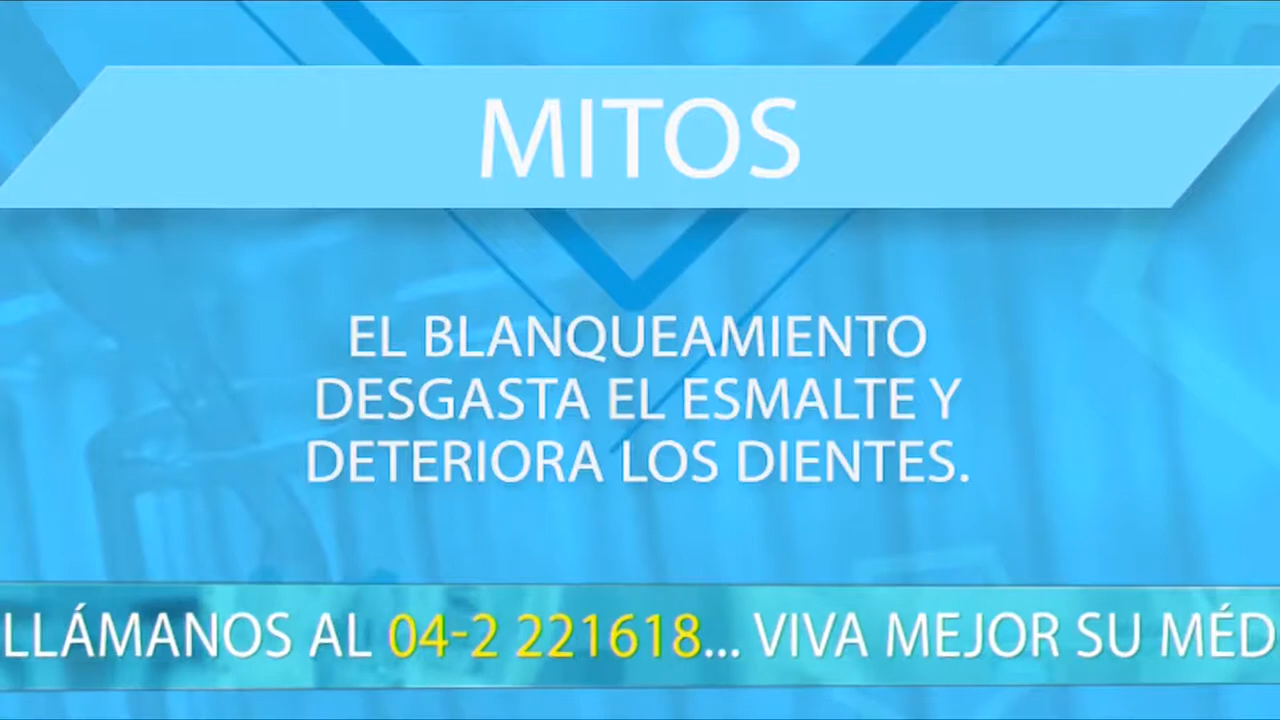 MITOS
EL BLANQUEAMIENTO
DESGASTA EL ESMALTE Y
DETERIORA LOS DIENTES.
LLÁMANOS AL 04-2 221618... VIVA MEJOR SU MÉD